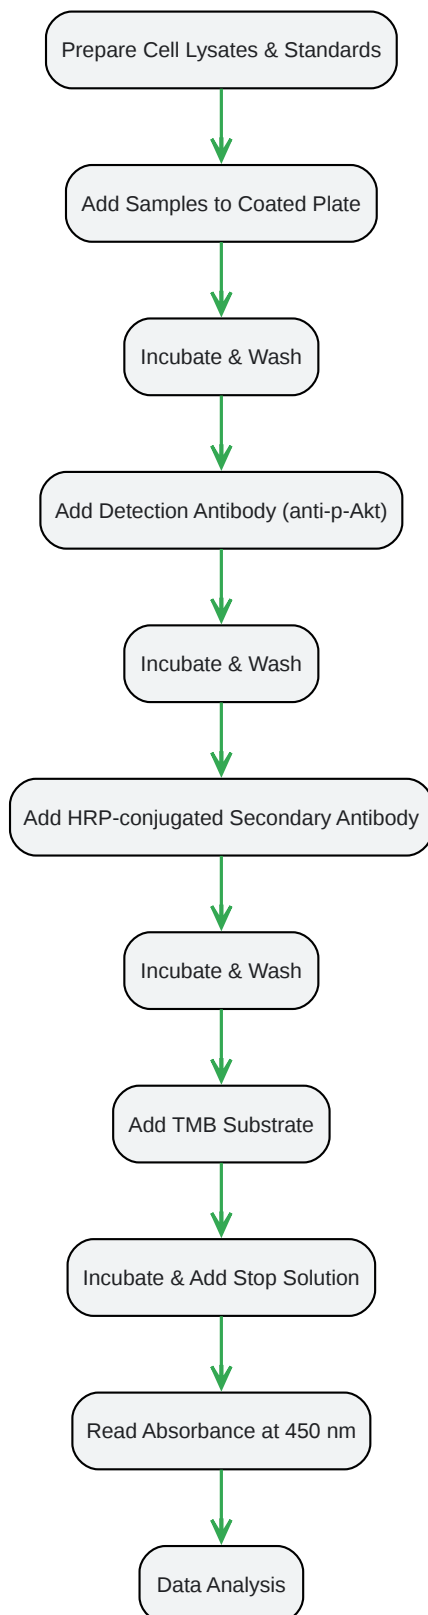 Prepare Cell Lysates & Standards
Add Samples to Coated Plate
Incubate & Wash
Add Detection Antibody (anti-p-Akt)
Incubate & Wash
Add HRP-conjugated Secondary Antibody
Incubate & Wash
Add TMB Substrate
Incubate & Add Stop Solution
Read Absorbance at 450 nm
Data Analysis